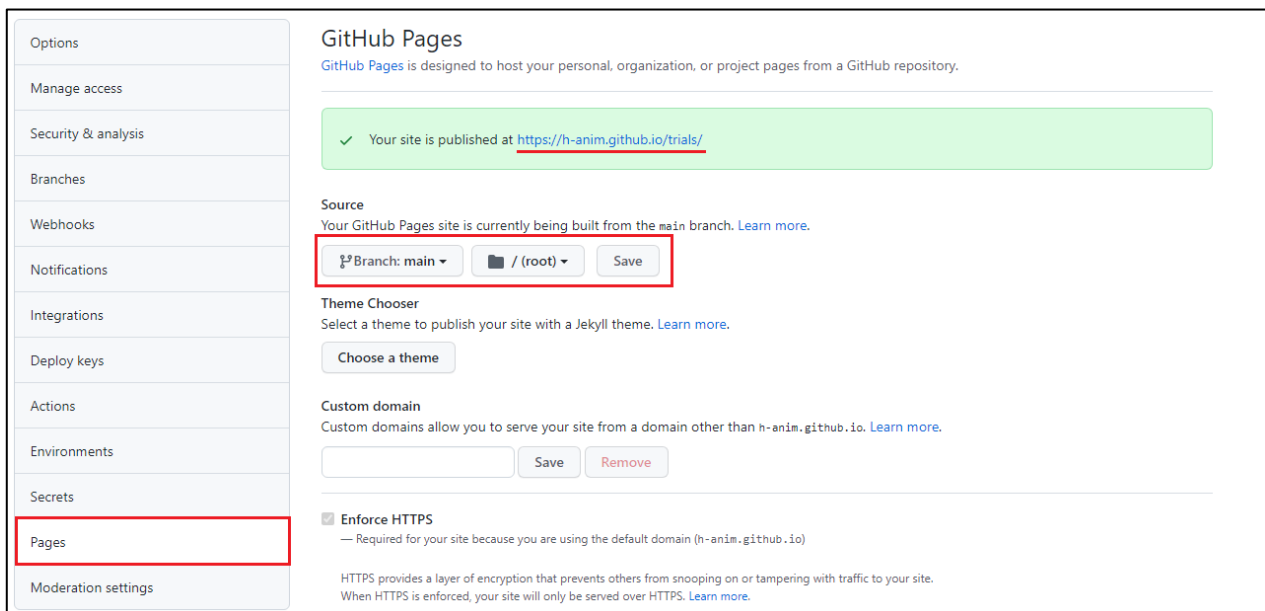 Options
Manage access
Security & analysis
Branches
Webhooks
Notifications
Integrations
Deploy keys
Actions
Environments
Secrets
Pages
Moderation settings
GitHub Pages
GitHub Pages is designed to host your personal, organization, or project pages from a GitHub repository.
Your site is published at https://h-anim.github.io/trials/
Source
Your GitHub Pages site is currently being built from the main branch. Learn more.
Branch: main / (root) Save
Theme Chooser
Select a theme to publish your site with a Jekyll theme. Learn more.
Choose a theme
Custom domain
Custom domains allow you to serve your site from a domain other than h-anim.github.io. Learn more.
Save Remove
Enforce HTTPS
— Required for your site because you are using the default domain (h-anim.github.io)
HTTPS provides a layer of encryption that prevents others from snooping on or tampering with traffic to your site.
When HTTPS is enforced, your site will only be served over HTTPS. Learn more.